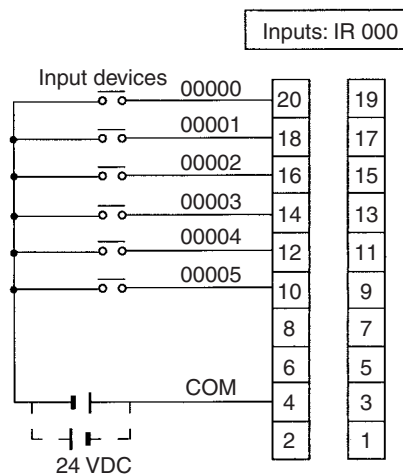 Inputs: IR 000
Input devices
00000 20 19
00001 18 17
00002 16 15
00003 14 13
00004 12 11
00005 10 9
8 7
6 5
COM 4 3
2 1
24 VDC